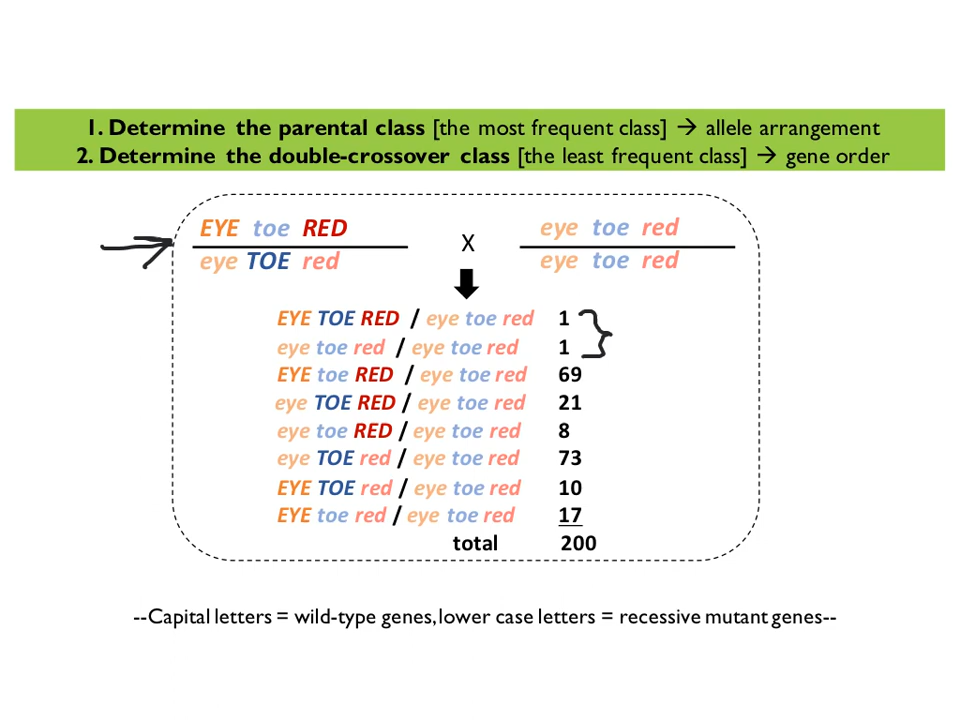 1. Determine the parental class [the most frequent class] → allele arrangement
2. Determine the double-crossover class [the least frequent class] → gene order
EYE toe RED
eye TOE red
X
eye toe red
eye toe red
EYE TOE RED / eye toe red 1
eye toe red / eye toe red 1
EYE toe RED / eye toe red 69
eye TOE RED / eye toe red 21
eye toe RED / eye toe red 8
eye TOE red / eye toe red 73
EYE TOE red / eye toe red 10
EYE toe red / eye toe red 17
total 200
--Capital letters = wild-type genes, lower case letters = recessive mutant genes--